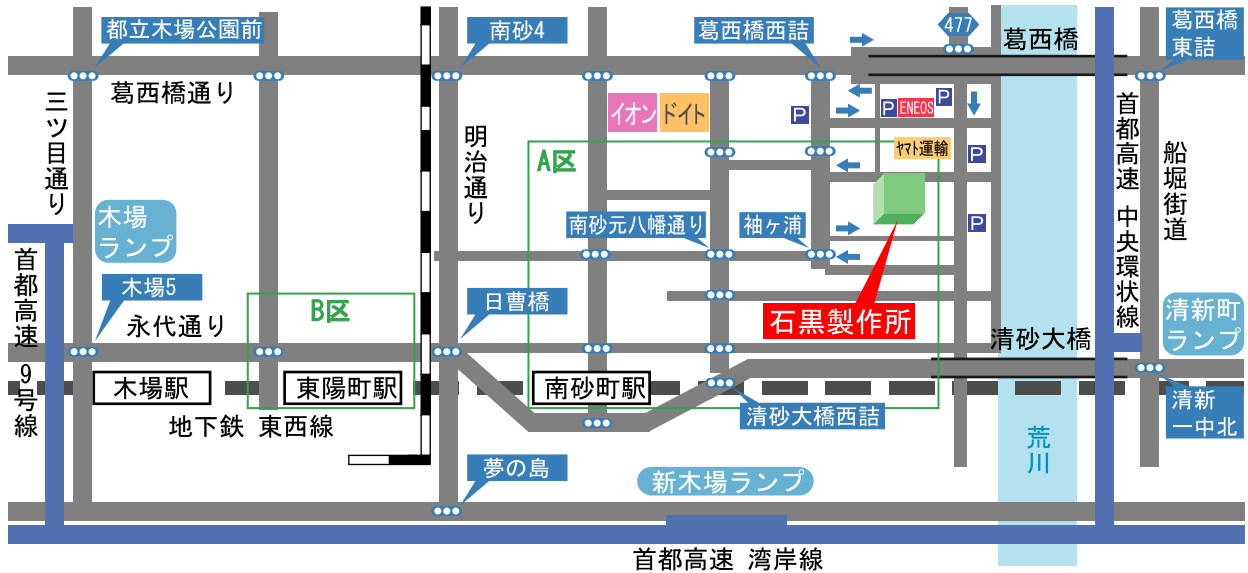 都立木場公園前
南砂4
葛西橋西詰
477
葛西橋
葛西橋
東詰
葛西橋通り
三ツ目通り
明治通り
イオン
ドイト
P
P
ENEOS
P
首都高速 中央環状線
船堀街道
A区
ヤマト運輸
P
木場
ランプ
南砂元八幡通り
袖ヶ浦
P
首都高速 9号線
木場5
永代通り
B区
日曹橋
石黒製作所
清砂大橋
清新町
ランプ
木場駅
東陽町駅
南砂町駅
地下鉄 東西線
清砂大橋西詰
清新
一中北
荒川
夢の島
新木場ランプ
首都高速 湾岸線